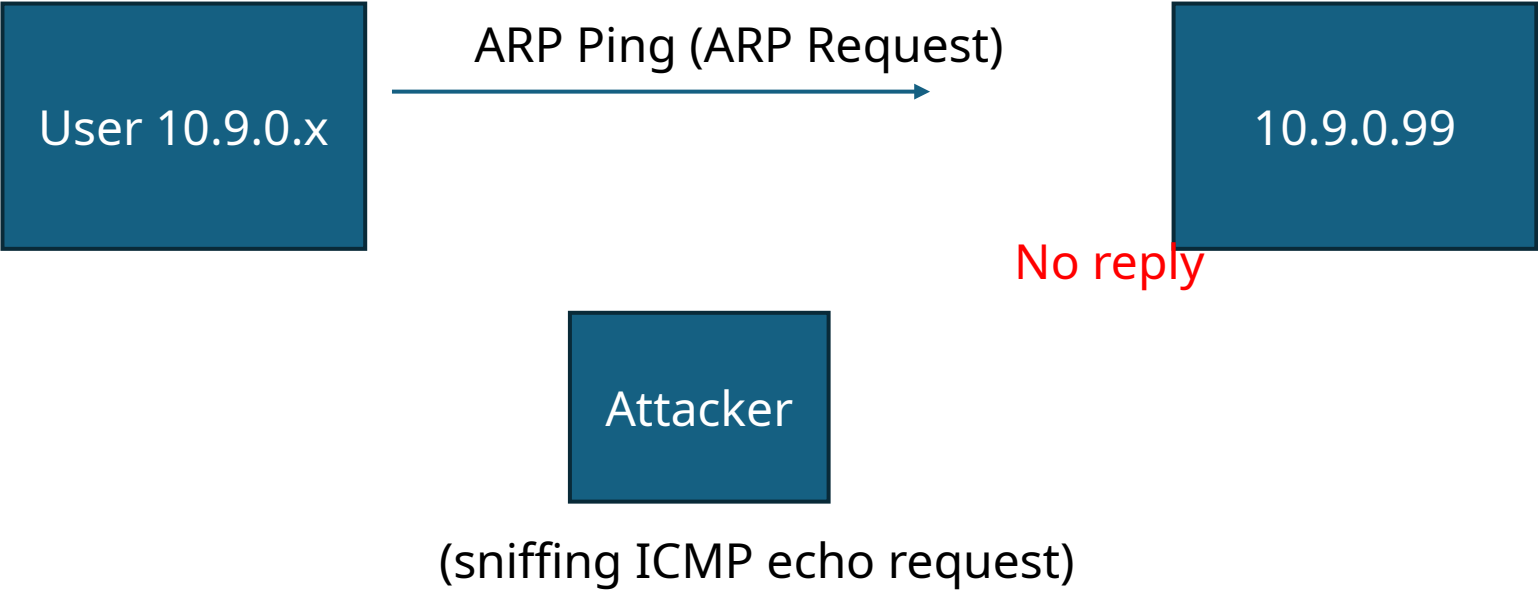 ARP Ping (ARP Request)
User 10.9.0.x
10.9.0.99
No reply
Attacker
(sniffing ICMP echo request)